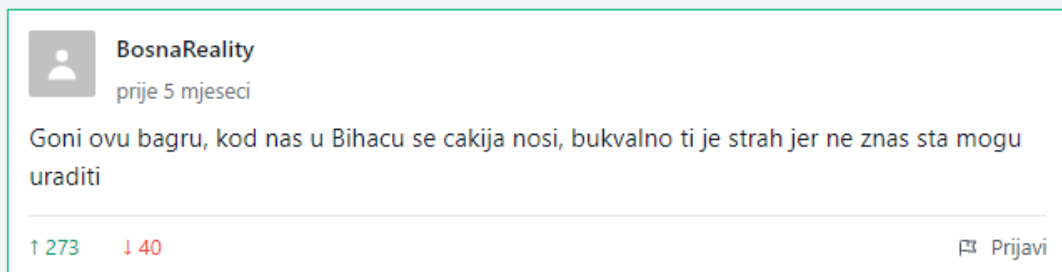 BosnaReality
prije 5 mjeseci
Goni ovu bagru, kod nas u Bihacu se cakija nosi, bukvalno ti je strah jer ne znas sta mogu
uraditi
↑ 273 ↓ 40 Prijavi